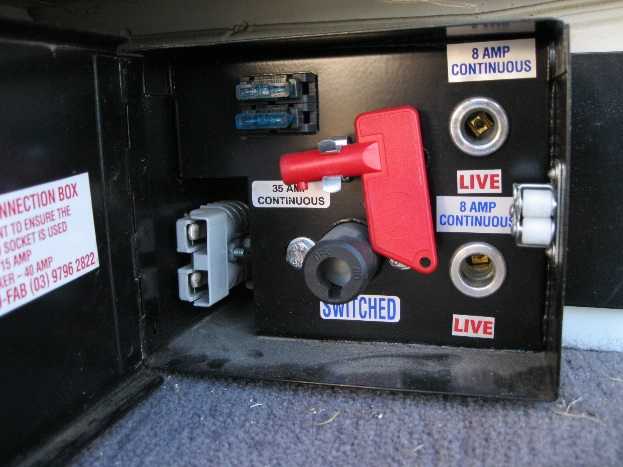 NNECTION BOX
NT TO ENSURE THE
SOCKET IS USED
15 AMP
KER – 40 AMP
-FAB (03) 9796 2822
35 AMP
CONTINUOUS
SWITCHED
8 AMP
CONTINUOUS
LIVE
8 AMP
CONTINUOUS
LIVE